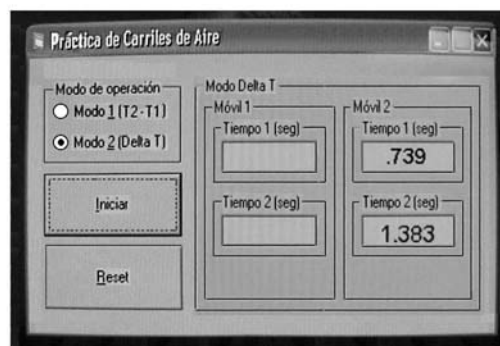 Práctica de Carriles de Aire
Modo de operación
Modo 1 (T2 - T1)
Modo 2 (Delta T)
Iniciar
Reset
Modo Delta T
Móvil 1
Tiempo 1 (seg)
Tiempo 2 (seg)
Móvil 2
Tiempo 1 (seg)
.739
Tiempo 2 (seg)
1.383